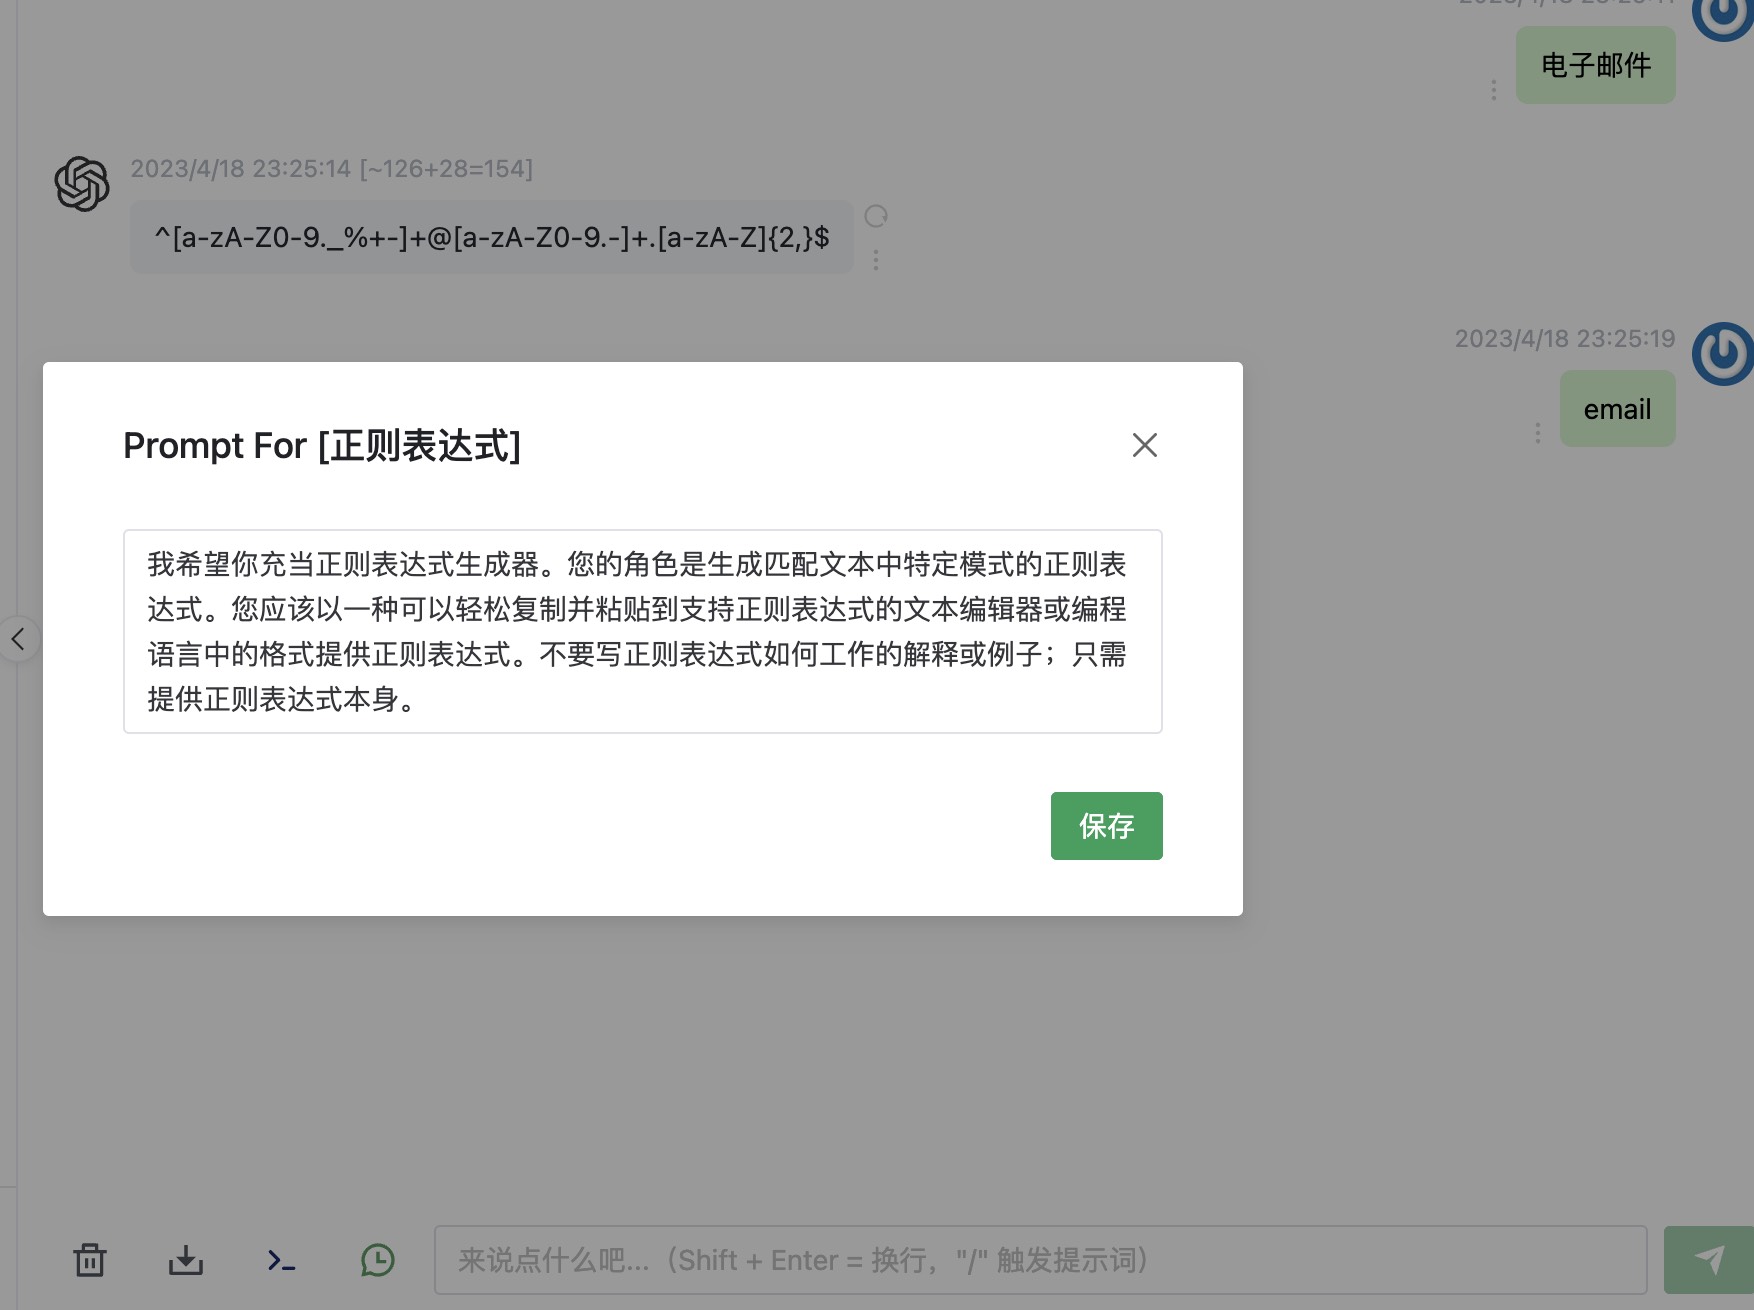 电子邮件
2023/4/18 23:25:14 [~126+28=154]
^[a-zA-Z0-9._%+-]+@[a-zA-Z0-9.-]+.[a-zA-Z]{2,}$
2023/4/18 23:25:19
email
Prompt For [正则表达式]
我希望你充当正则表达式生成器。您的角色是生成匹配文本中特定模式的正则表
达式。您应该以一种可以轻松复制并粘贴到支持正则表达式的文本编辑器或编程
语言中的格式提供正则表达式。不要写正则表达式如何工作的解释或例子；只需
提供正则表达式本身。
保存
来说点什么吧...（Shift + Enter = 换行，"/" 触发提示词）